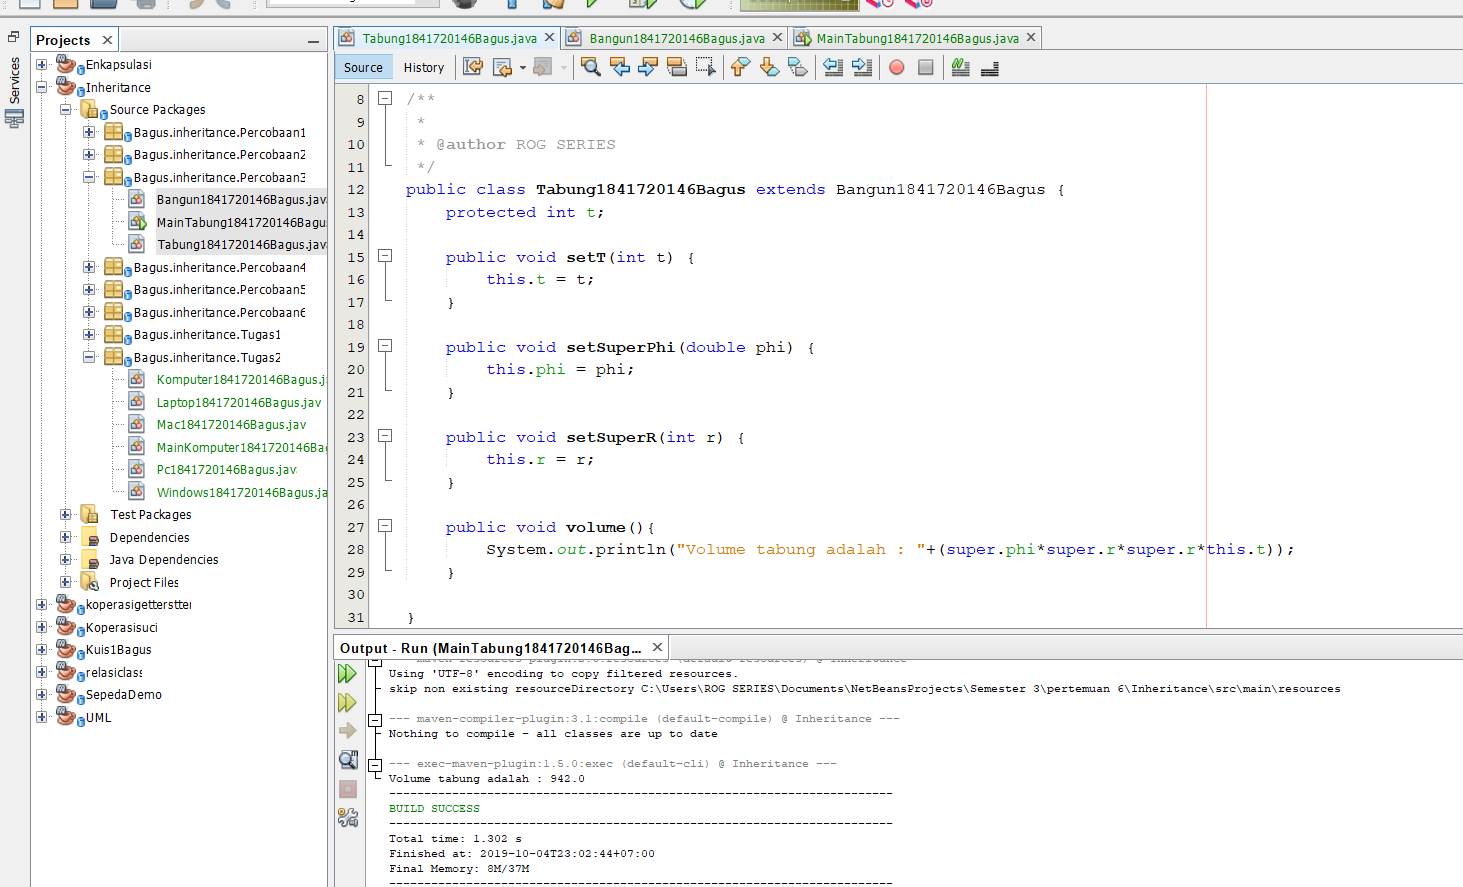 Services
Projects
Enkapsulasi
Inheritance
Source Packages
Bagus.inheritance.Percobaan1
Bagus.inheritance.Percobaan2
Bagus.inheritance.Percobaan3
Bangun1841720146Bagus.jav
MainTabung1841720146Bagu
Tabung1841720146Bagus.jav
Bagus.inheritance.Percobaan4
Bagus.inheritance.Percobaan5
Bagus.inheritance.Percobaan6
Bagus.inheritance.Tugas1
Bagus.inheritance.Tugas2
Komputer1841720146Bagus.j
Laptop1841720146Bagus.jav
Mac1841720146Bagus.jav
MainKomputer1841720146Bag
Pc1841720146Bagus.java
Windows1841720146Bagus.ja
Test Packages
Dependencies
Java Dependencies
Project Files
koperasigetterstter
Koperasisuci
Kuis1Bagus
relasiclass
SepedaDemo
UML
Tabung1841720146Bagus.java Bangun1841720146Bagus.java MainTabung1841720146Bagus.java
Source History
8 /**
9 *
10 * @author ROG SERIES
11 */
12 public class Tabung1841720146Bagus extends Bangun1841720146Bagus {
13 protected int t;
14
15 public void setT(int t) {
16 this.t = t;
17 }
18
19 public void setSuperPhi(double phi) {
20 this.phi = phi;
21 }
22
23 public void setSuperR(int r) {
24 this.r = r;
25 }
26
27 public void volume(){
28 System.out.println("Volume tabung adalah : "+(super.phi*super.r*super.r*this.t));
29 }
30
31 }
Output - Run (MainTabung1841720146Bag...
Using 'UTF-8' encoding to copy filtered resources.
skip non existing resourceDirectory C:\Users\ROG SERIES\Documents\NetBeansProjects\Semester 3\pertemuan 6\Inheritance\src\main\resources
--- maven-compiler-plugin:3.1:compile (default-compile) @ Inheritance ---
Nothing to compile - all classes are up to date
--- exec-maven-plugin:1.5.0:exec (default-cli) @ Inheritance ---
Volume tabung adalah : 942.0
------------------------------------------------------------------------
BUILD SUCCESS
------------------------------------------------------------------------
Total time: 1.302 s
Finished at: 2019-10-04T23:02:44+07:00
Final Memory: 8M/37M
------------------------------------------------------------------------